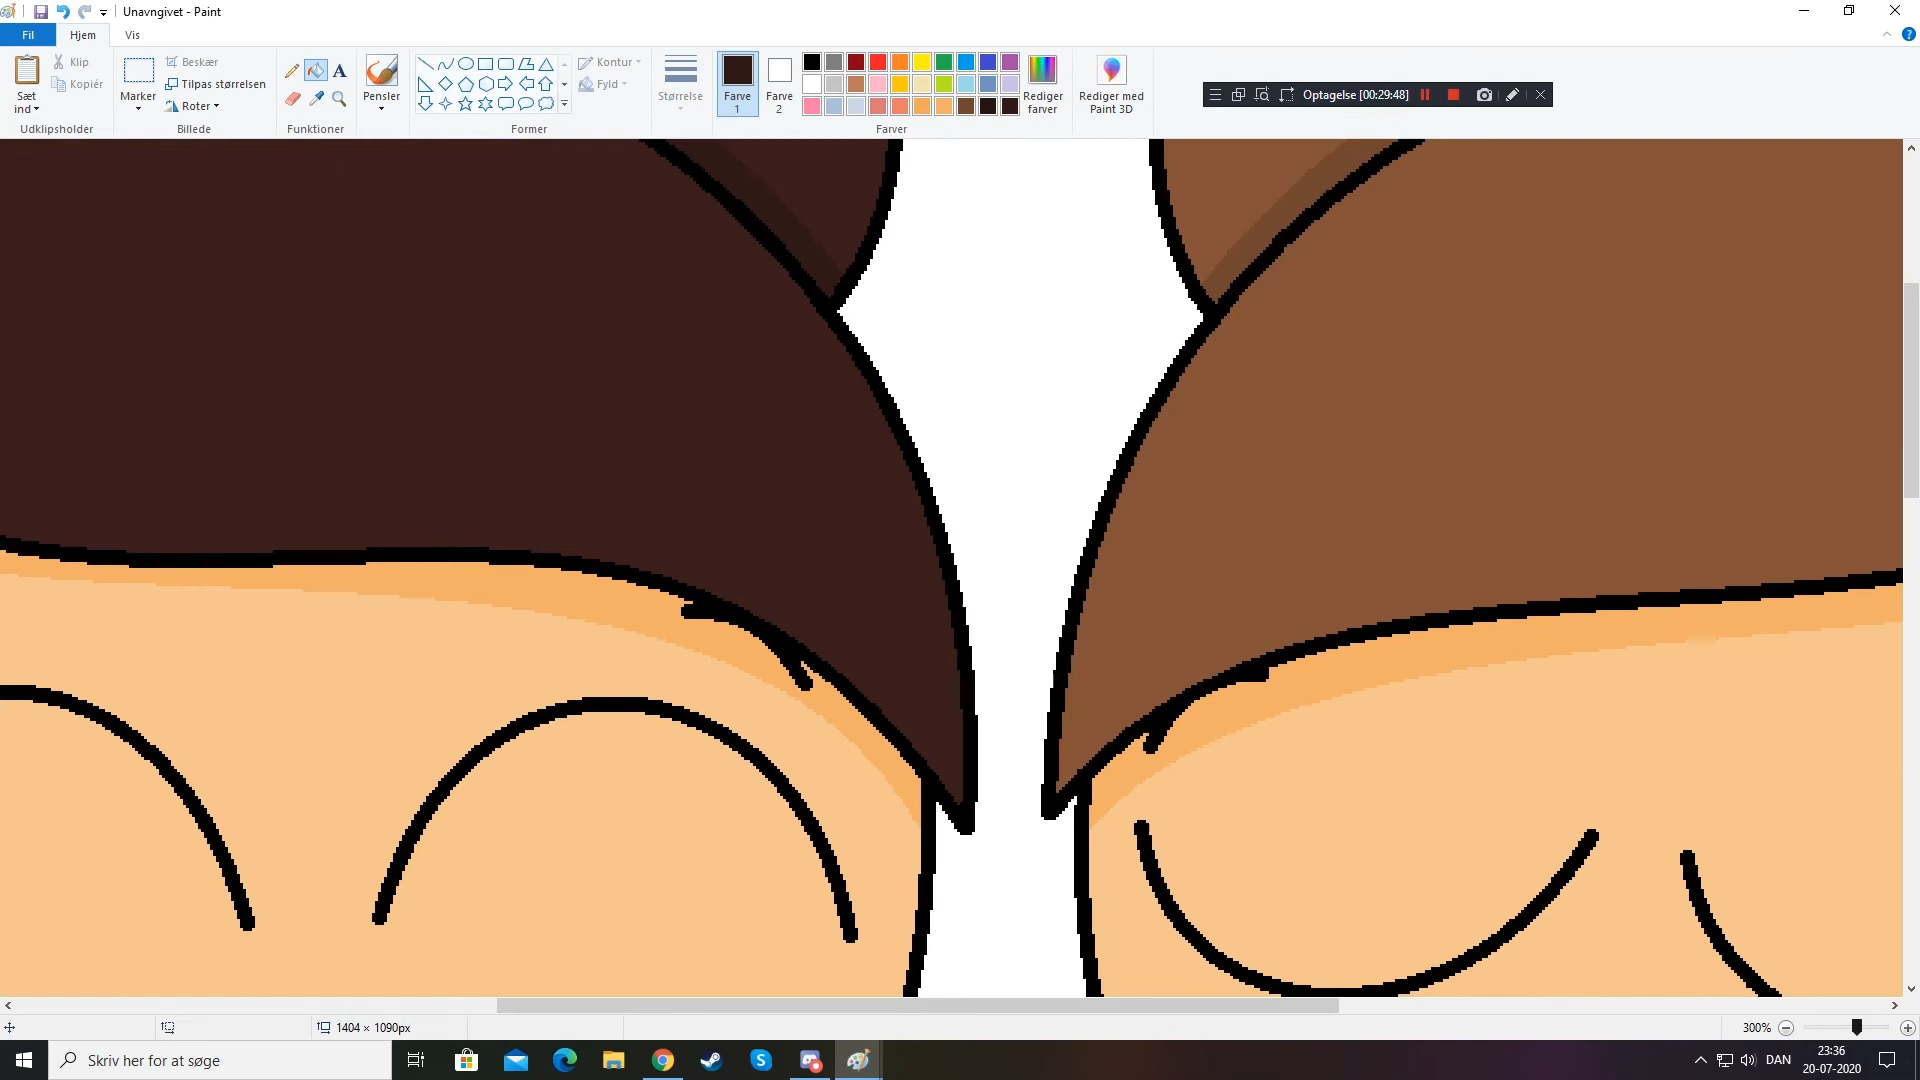 Unavngivet - Paint
Fil Hjem Vis
Sæt ind
Klip
Kopiér
Udklipsholder
Marker
Beskær
Tilpas størrelsen
Roter
Billede
A
Funktioner
Pensler
Kontur
Fyld
Former
Størrelse
Farve 1
Farve 2
Rediger farver
Farver
Rediger med Paint 3D
Optagelse [00:29:48]
1404 × 1090px
300%
Skriv her for at søge
DAN
23:36
20-07-2020